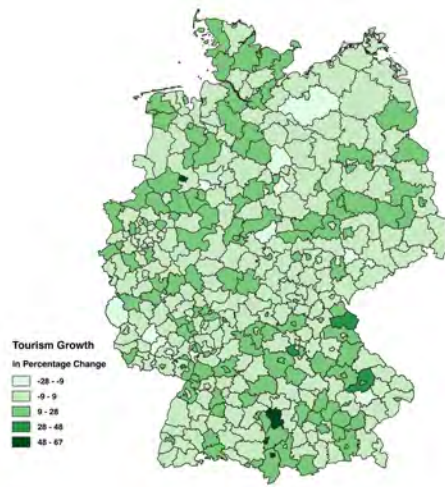 Tourism Growth
in Percentage Change
-28 - -9
-9 - 9
9 - 28
28 - 48
48 - 67